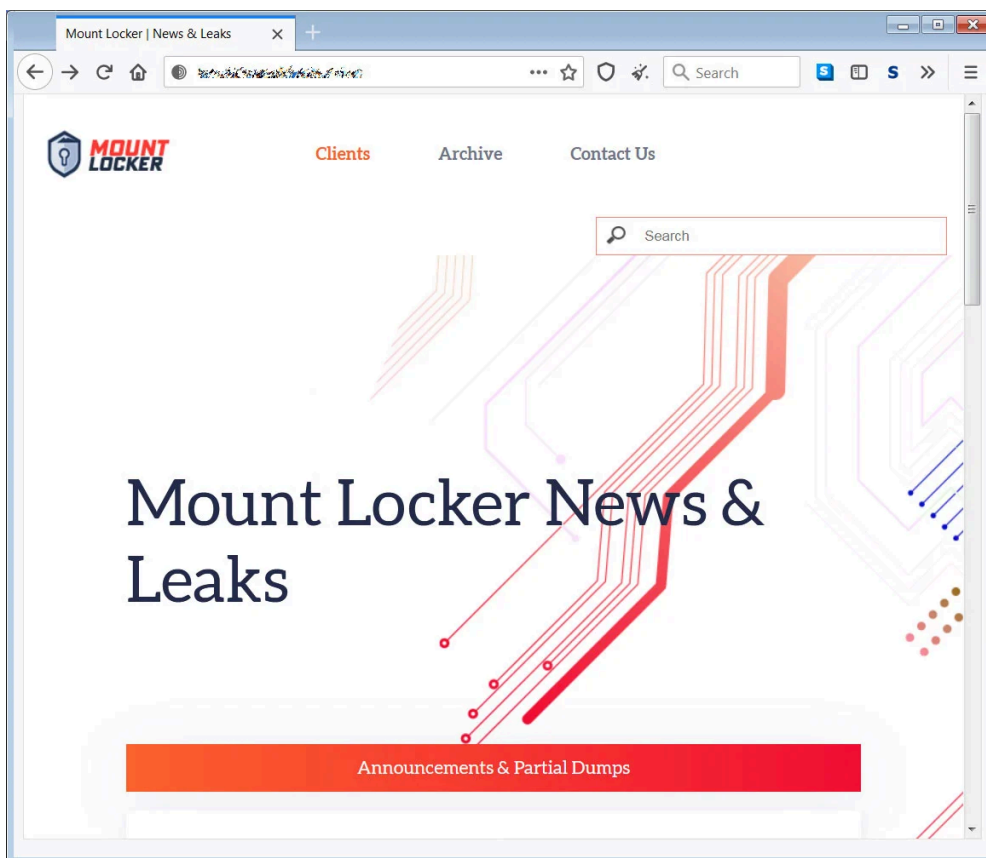 Mount Locker | News & Leaks
Search
MOUNT
LOCKER
Clients
Archive
Contact Us
Search
Mount Locker News &
Leaks
Announcements & Partial Dumps